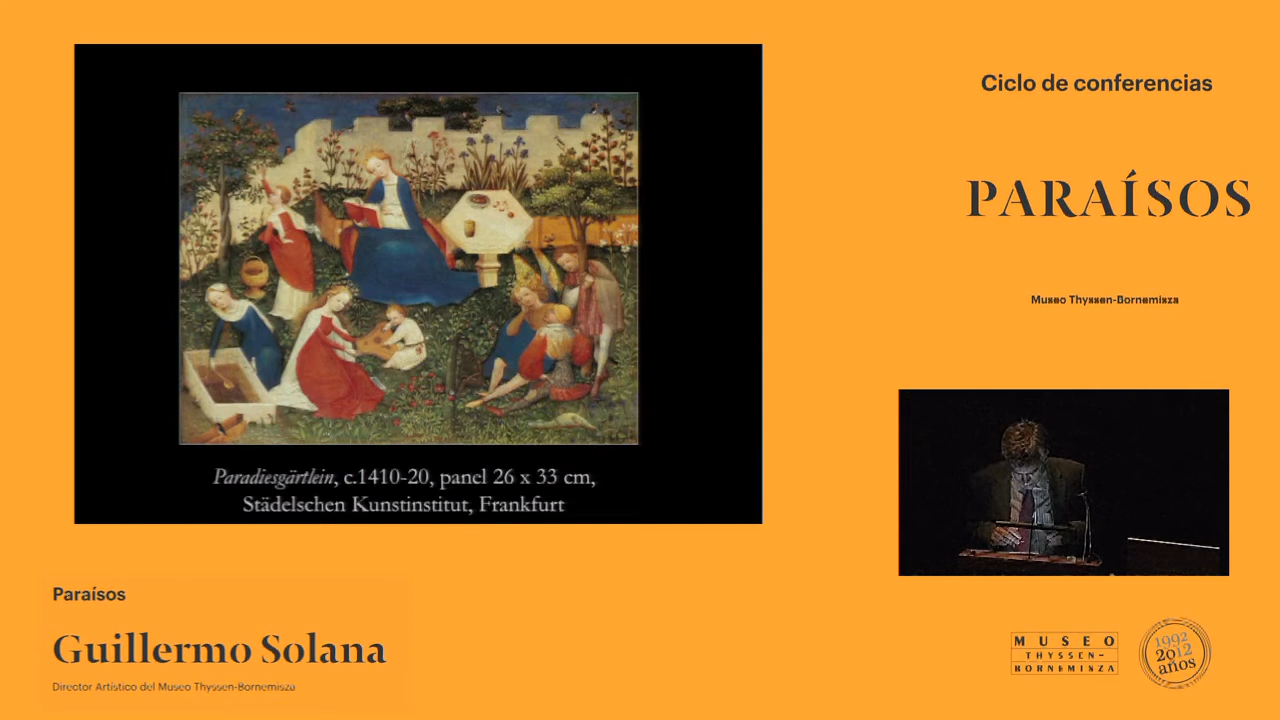 Ciclo de conferencias
PARAÍSOS
Museo Thyssen-Bornemisza
Paradiesgärtlein, c.1410-20, panel 26 x 33 cm,
Städelschen Kunstinstitut, Frankfurt
Paraísos
Guillermo Solana
Director Artístico del Museo Thyssen-Bornemisza
MUSEO
THYSSEN-
BORNEMISZA
1992
2012
años